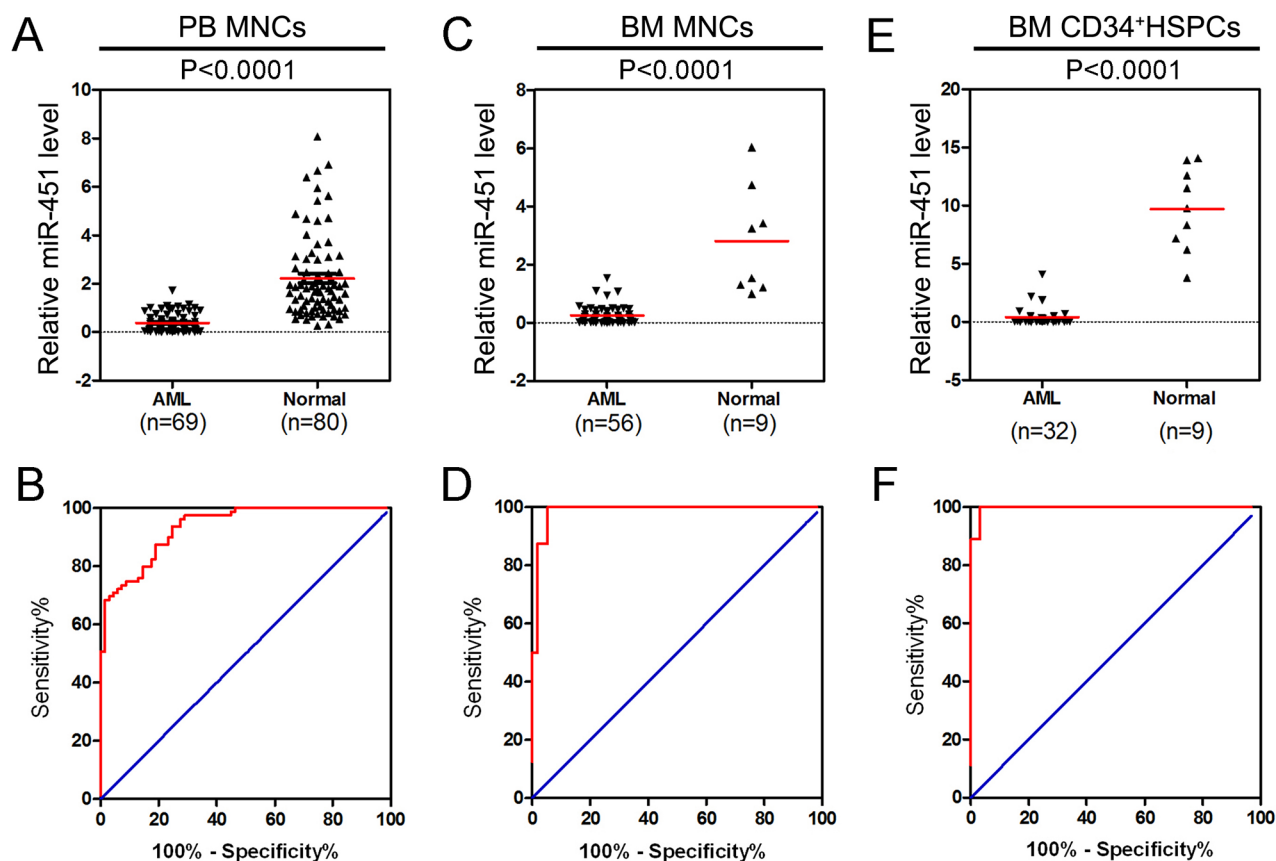 A
PB MNCs
P<0.0001
Relative miR-451 level
10
8
6
4
2
0
-2
AML
Normal
(n=69)
(n=80)
C
BM MNCs
P<0.0001
Relative miR-451 level
8
6
4
2
0
-2
AML
Normal
(n=56)
(n=9)
E
BM CD34+HSPCs
P<0.0001
Relative miR-451 level
20
15
10
5
0
-5
AML
Normal
(n=32)
(n=9)
B
Sensitivity%
100
80
60
40
20
0
0 20 40 60 80 100
100% - Specificity%
D
Sensitivity%
100
80
60
40
20
0
0 20 40 60 80 100
100% - Specificity%
F
Sensitivity%
100
80
60
40
20
0
0 20 40 60 80 100
100% - Specificity%